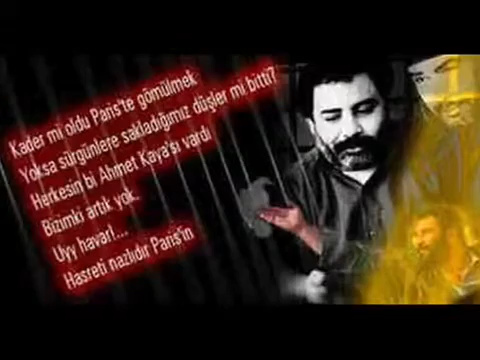 Kader mi oldu Paris'te gömülmek
Yoksa sürgünlere sakladığımız düşler mi bitti?
Herkesin bi Ahmet Kaya'sı vardı
Bizimki artık yok.
Uyy havar!...
Hasreti nazlıdır Paris'in